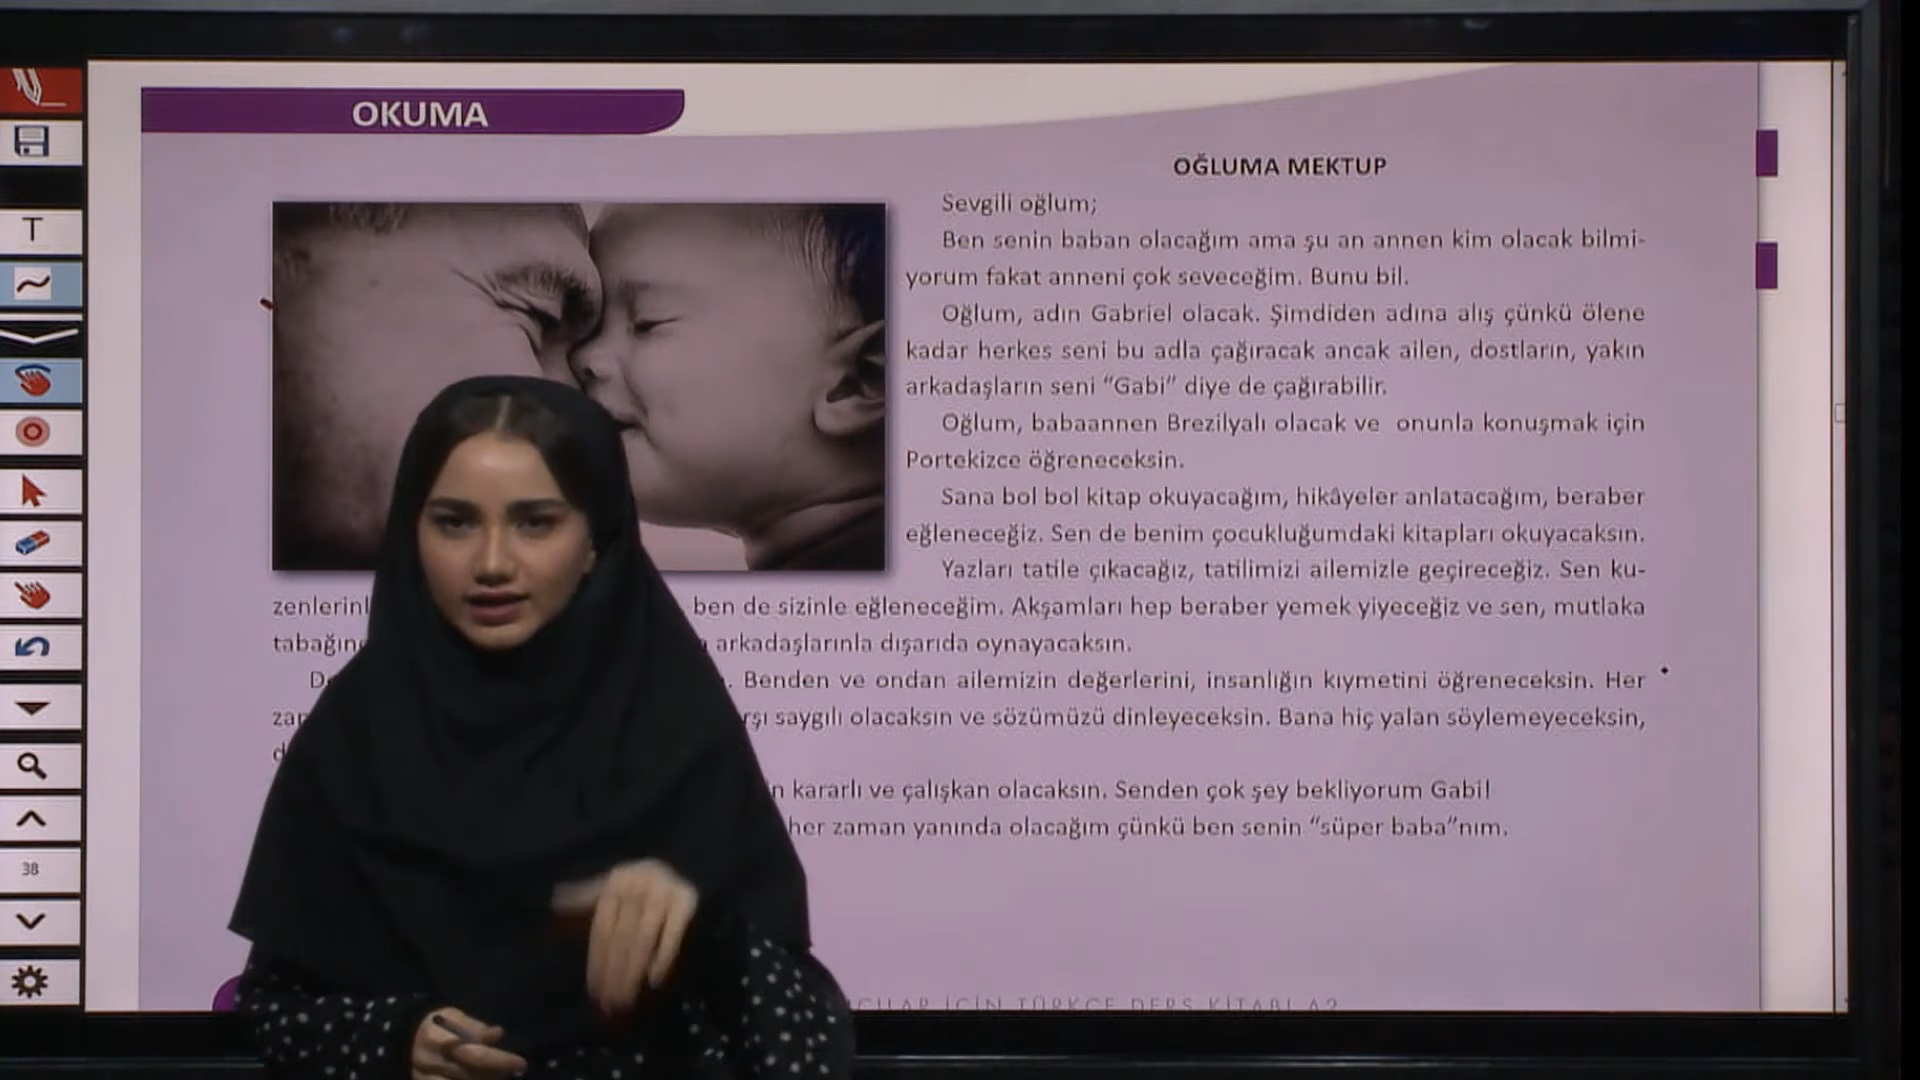 OKUMA
OĞLUMA MEKTUP
Sevgili oğlum;
Ben senin baban olacağım ama şu an annen kim olacak bilmi-
yorum fakat anneni çok seveceğim. Bunu bil.
Oğlum, adın Gabriel olacak. Şimdiden adına alış çünkü ölene
kadar herkes seni bu adla çağıracak ancak ailen, dostların, yakın
arkadaşların seni “Gabi” diye de çağırabilir.
Oğlum, babaannen Brezilyalı olacak ve onunla konuşmak için
Portekizce öğreneceksin.
Sana bol bol kitap okuyacağım, hikâyeler anlatacağım, beraber
eğleneceğiz. Sen de benim çocukluğumdaki kitapları okuyacaksın.
Yazları tatile çıkacağız, tatilimizi ailemizle geçireceğiz. Sen ku-
ben de sizinle eğleneceğim. Akşamları hep beraber yemek yiyeceğiz ve sen, mutlaka
arkadaşlarınla dışarıda oynayacaksın.
Benden ve ondan ailemizin değerlerini, insanlığın kıymetini öğreneceksin. Her
saygılı olacaksın ve sözümüzü dinleyeceksin. Bana hiç yalan söylemeyeceksin,
kararlı ve çalışkan olacaksın. Senden çok şey bekliyorum Gabi!
her zaman yanında olacağım çünkü ben senin “süper baba”nım.
İÇİN TÜRKÇE DERS KİTABI A2
T
38